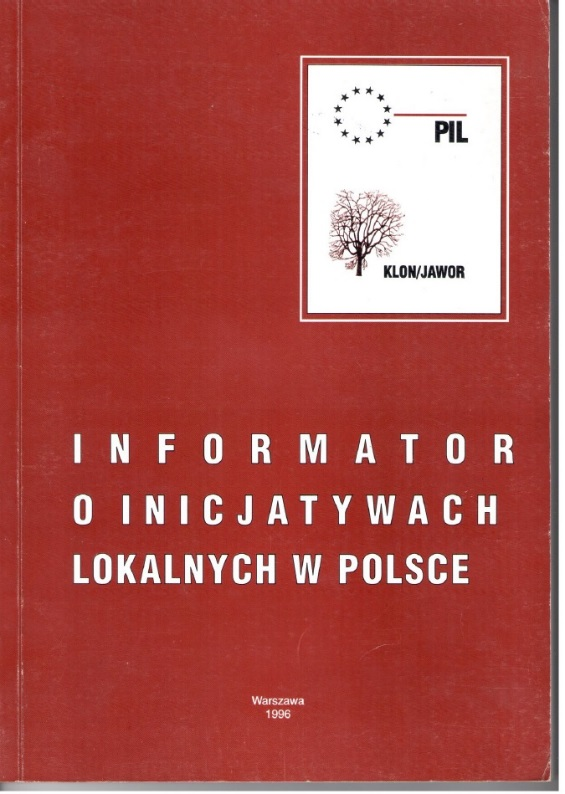 PIL
KLON/JAWOR
INFORMATOR
O INICJATYWACH
LOKALNYCH W POLSCE
Warszawa
1996